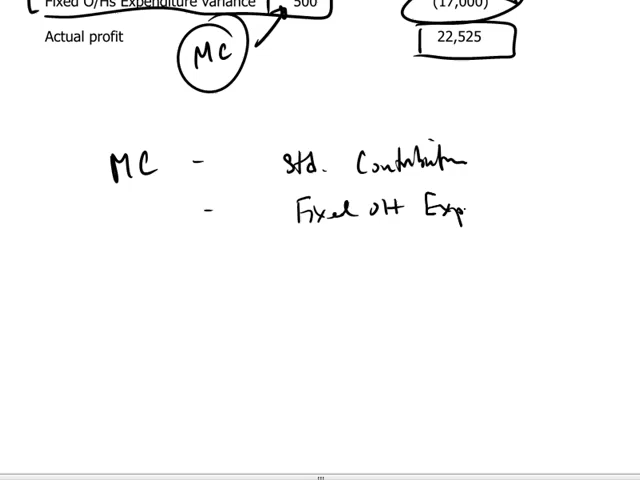 Fixed O/Hs Expenditure Variance 500 (17,000)
Actual profit 22,525
MC
MC - Std. Contribution
- Fixed OH Exp